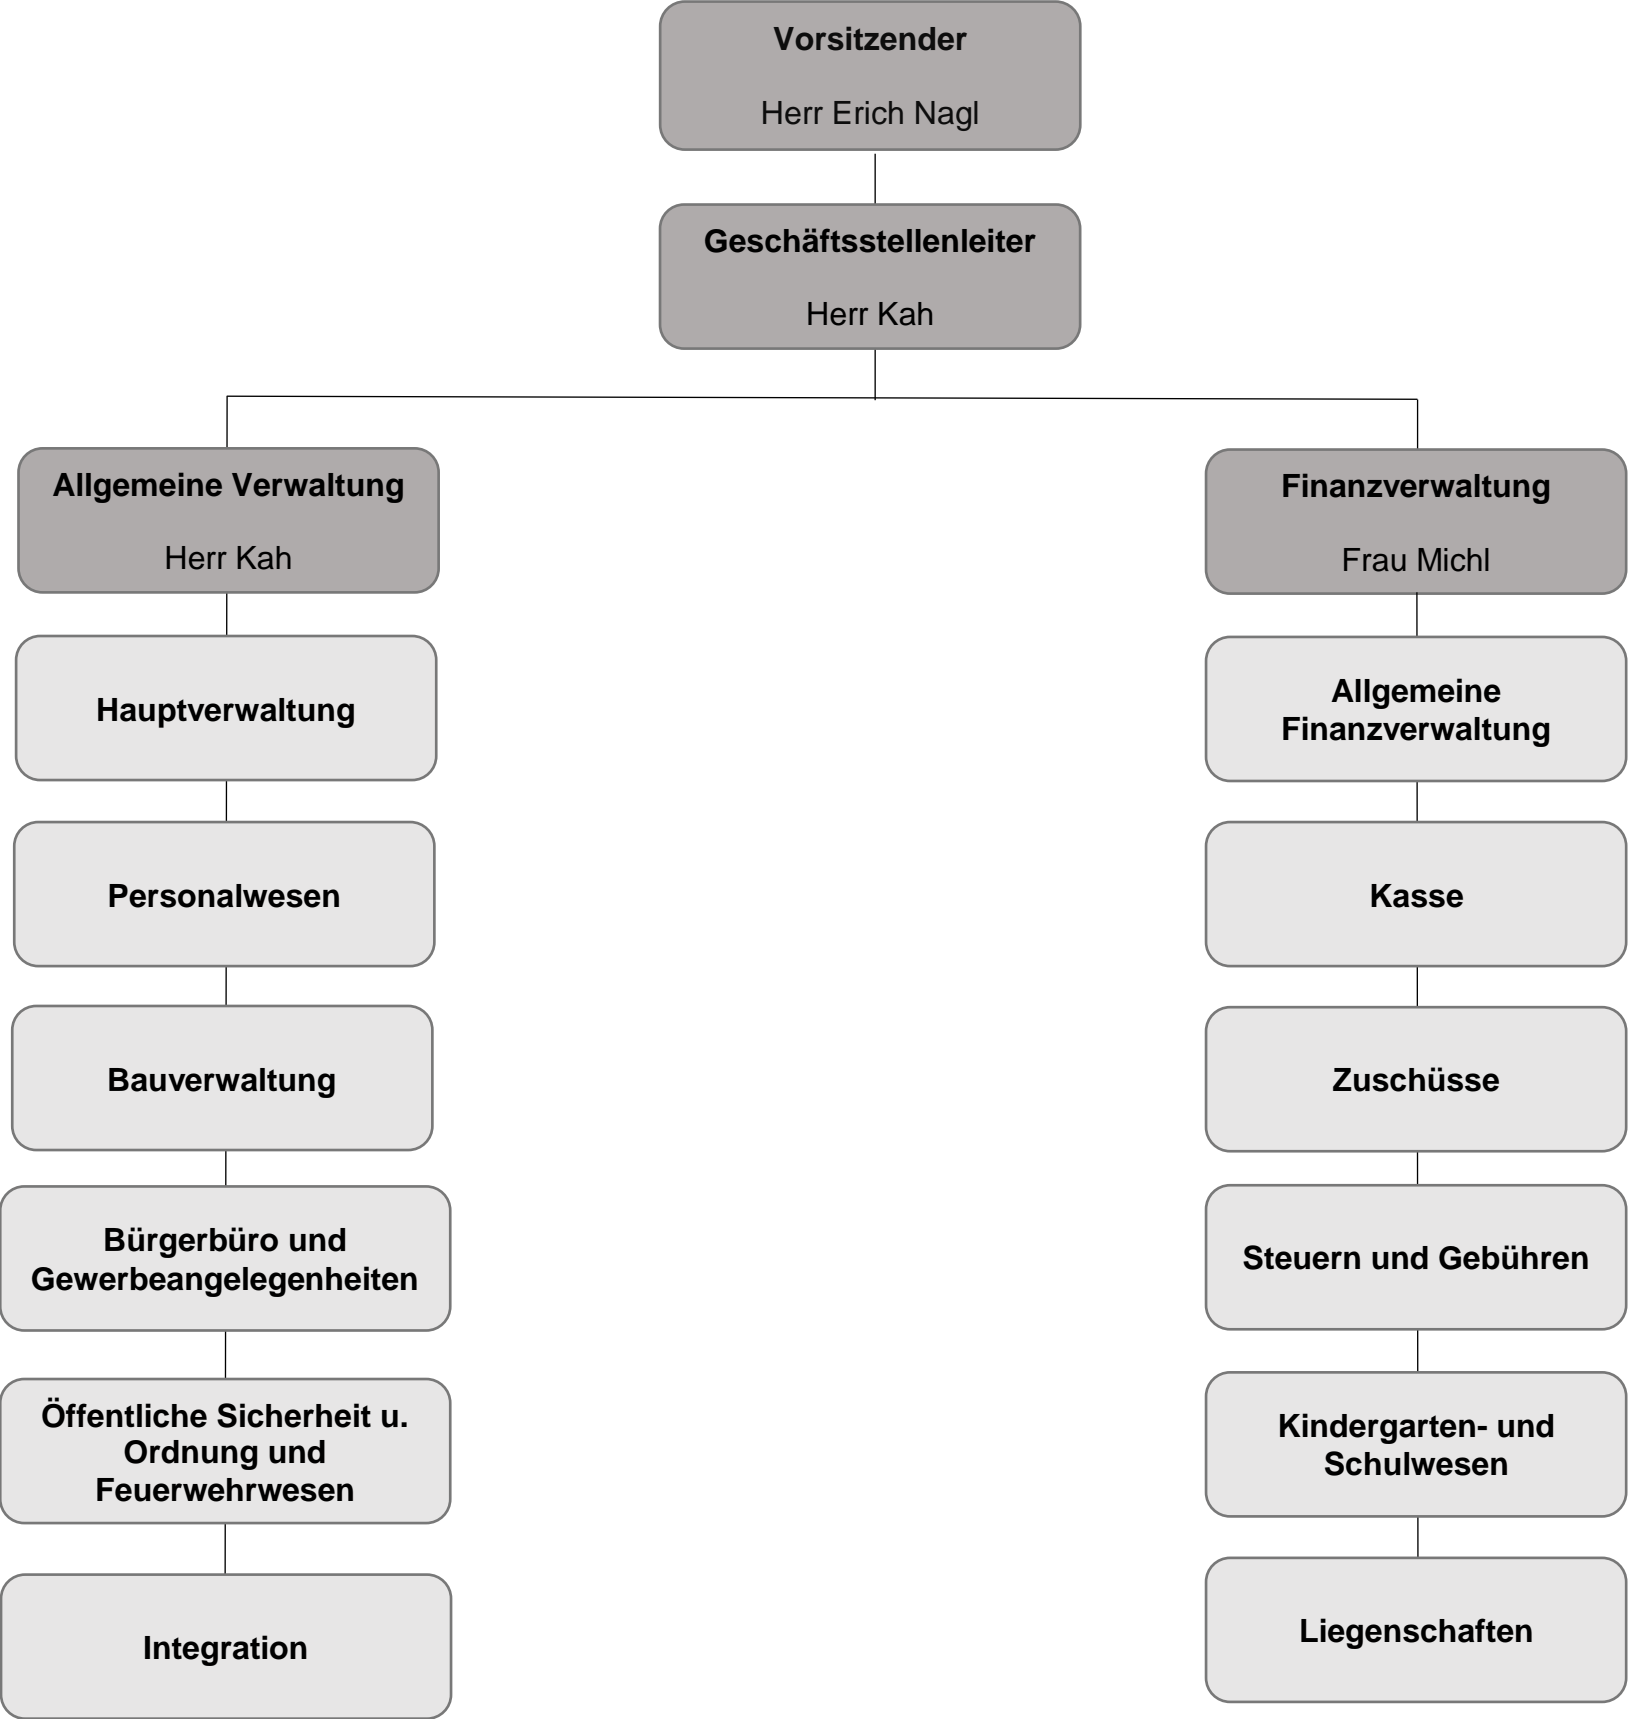 Vorsitzender
Herr Erich Nagl
Geschäftsstellenleiter
Herr Kah
Allgemeine Verwaltung
Herr Kah
Hauptverwaltung
Personalwesen
Bauverwaltung
Bürgerbüro und
Gewerbeangelegenheiten
Öffentliche Sicherheit u.
Ordnung und
Feuerwehrwesen
Integration
Finanzverwaltung
Frau Michl
Allgemeine
Finanzverwaltung
Kasse
Zuschüsse
Steuern und Gebühren
Kindergarten- und
Schulwesen
Liegenschaften